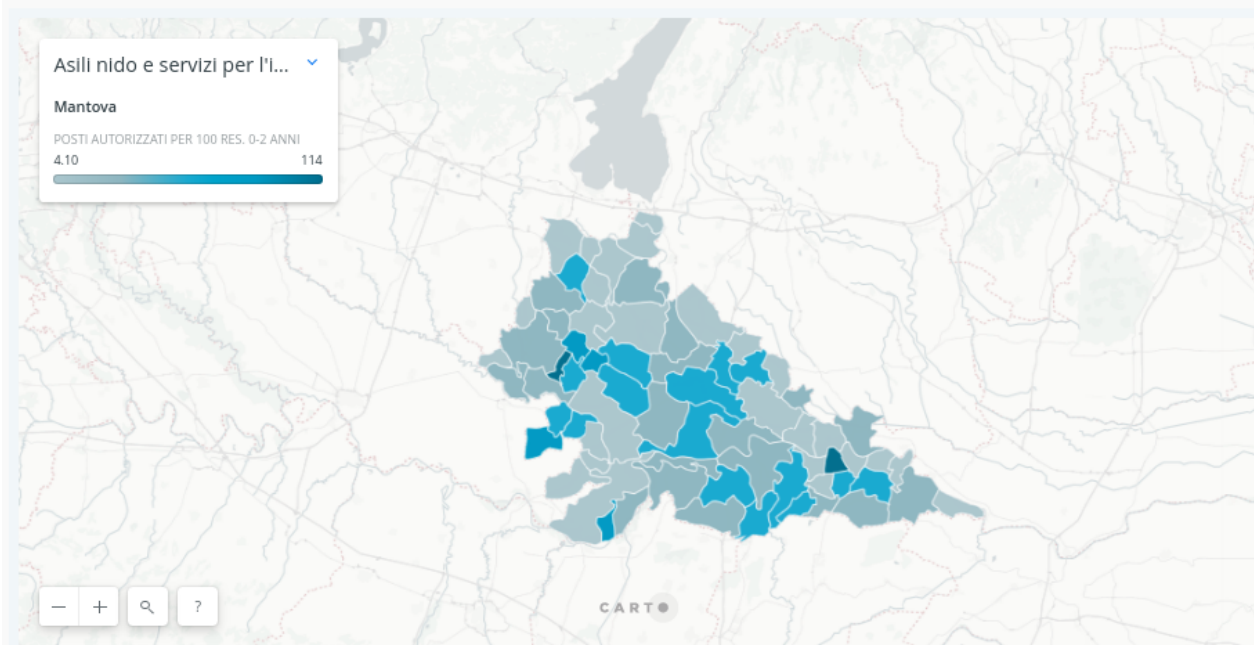 Asili nido e servizi per l'i...
Mantova
POSTI AUTORIZZATI PER 100 RES. 0-2 ANNI
4.10 114
?
CARTO